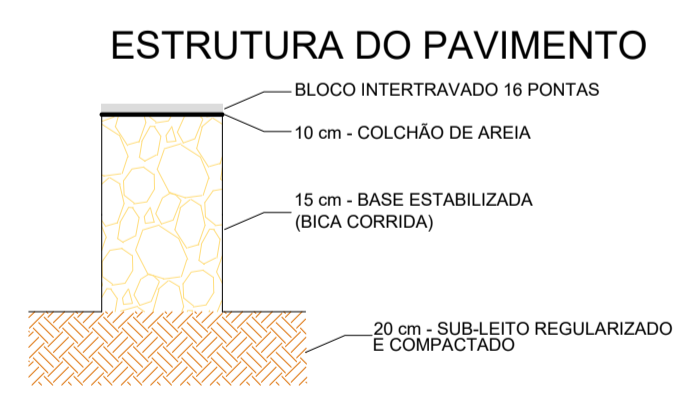 ESTRUTURA DO PAVIMENTO
BLOCO INTERTRAVADO 16 PONTAS
10 cm - COLCHÃO DE AREIA
15 cm - BASE ESTABILIZADA
(BICA CORRIDA)
20 cm - SUB-LEITO REGULARIZADO
E COMPACTADO